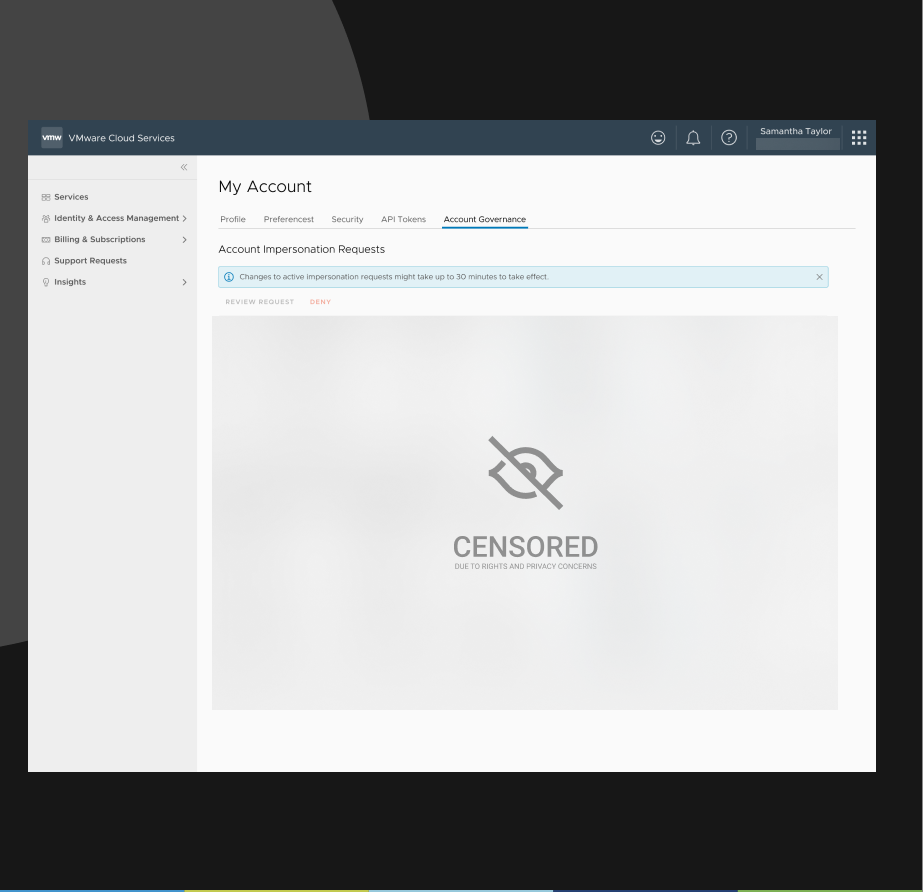 vmw VMware Cloud Services
Samantha Taylor
Services
Identity & Access Management
Billing & Subscriptions
Support Requests
Insights
My Account
Profile Preferencest Security API Tokens Account Governance
Account Impersonation Requests
Changes to active impersonation requests might take up to 30 minutes to take effect.
REVIEW REQUEST DENY
CENSORED
DUE TO RIGHTS AND PRIVACY CONCERNS